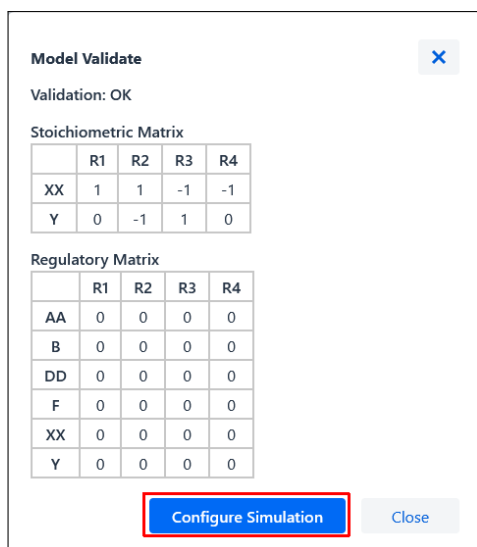 Model Validate
Validation: OK
Stoichiometric Matrix
R1 R2 R3 R4
XX 1 1 -1 -1
Y 0 -1 1 0
Regulatory Matrix
R1 R2 R3 R4
AA 0 0 0 0
B 0 0 0 0
DD 0 0 0 0
F 0 0 0 0
XX 0 0 0 0
Y 0 0 0 0
Configure Simulation Close